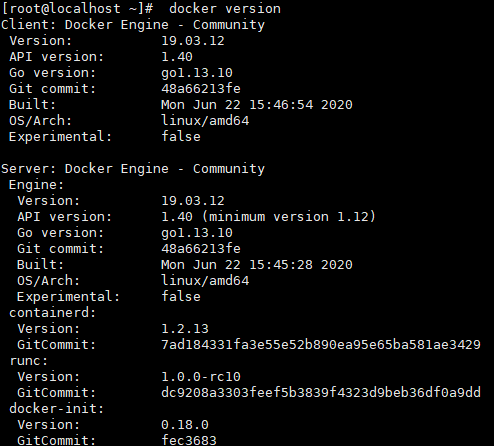 [root@localhost ~]#  docker version
Client: Docker Engine - Community
 Version:           19.03.12
 API version:       1.40
 Go version:        go1.13.10
 Git commit:        48a66213fe
 Built:             Mon Jun 22 15:46:54 2020
 OS/Arch:           linux/amd64
 Experimental:      false

Server: Docker Engine - Community
 Engine:
  Version:          19.03.12
  API version:      1.40 (minimum version 1.12)
  Go version:       go1.13.10
  Git commit:       48a66213fe
  Built:            Mon Jun 22 15:45:28 2020
  OS/Arch:          linux/amd64
  Experimental:     false
 containerd:
  Version:          1.2.13
  GitCommit:        7ad184331fa3e55e52b890ea95e65ba581ae3429
 runc:
  Version:          1.0.0-rc10
  GitCommit:        dc9208a3303feef5b3839f4323d9beb36df0a9dd
 docker-init:
  Version:          0.18.0
  GitCommit:        fec3683